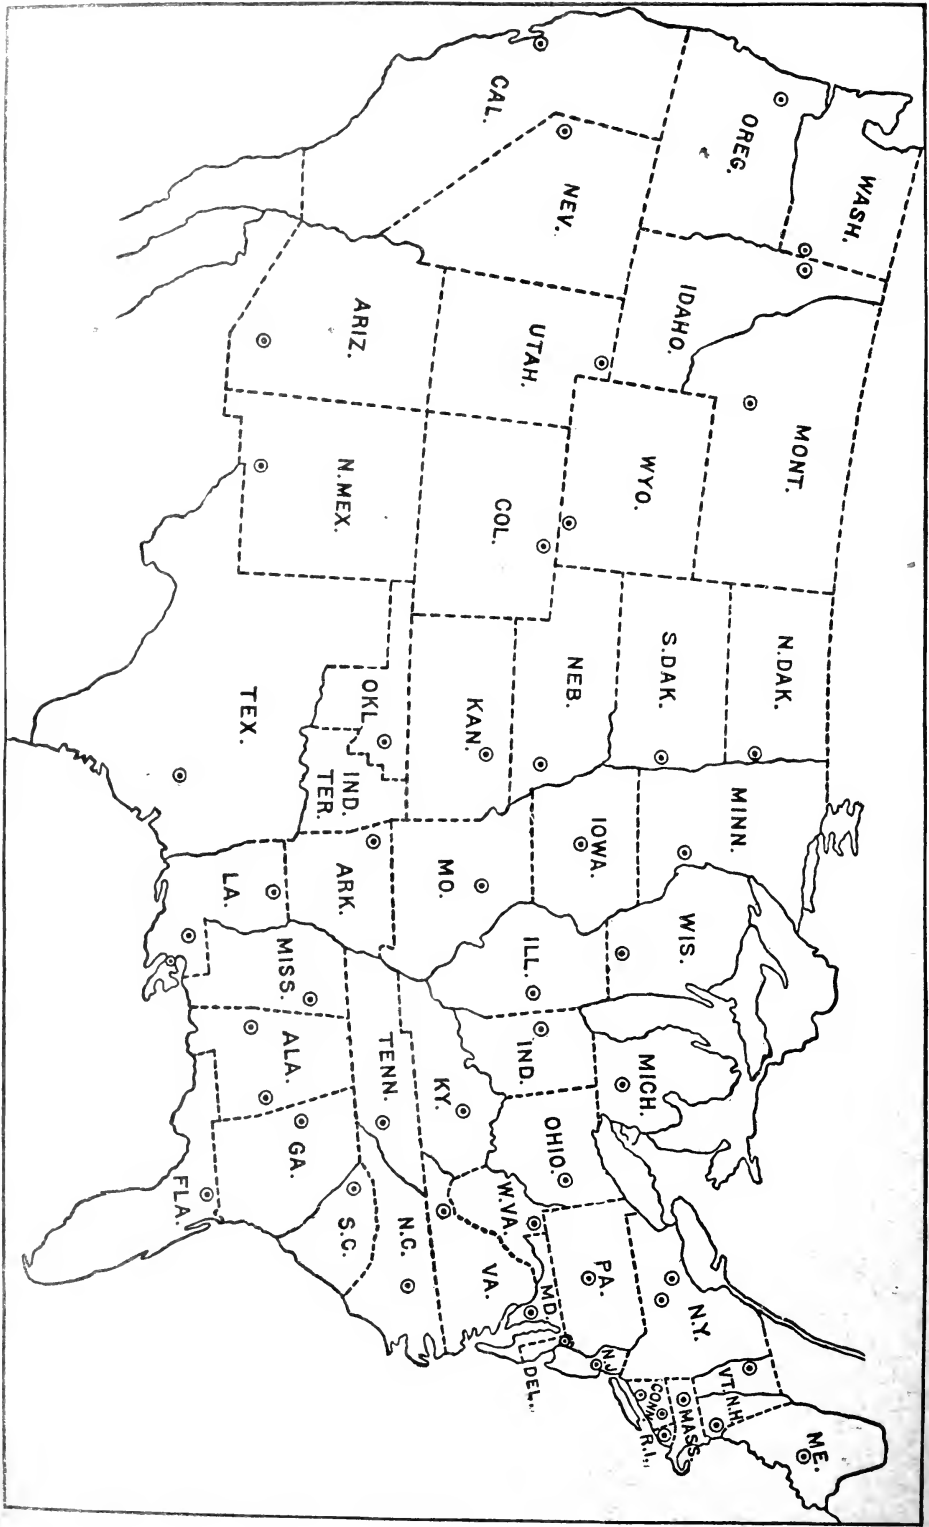 WASH.
OREG.
CAL.
NEV.
IDAHO.
MONT.
WYO.
UTAH.
ARIZ.
COL.
N.MEX.
N.DAK.
S.DAK.
NEB.
KAN.
OKL.
IND.
TER.
TEX.
MINN.
IOWA.
MO.
ARK.
LA.
WIS.
ILL.
IND.
MICH.
OHIO.
KY.
TENN.
MISS.
ALA.
GA.
FLA.
S.C.
N.C.
VA.
W.VA.
MD.
DEL.
PA.
N.J.
N.Y.
CONN.
R.I.
MASS.
VT.
N.H.
ME.